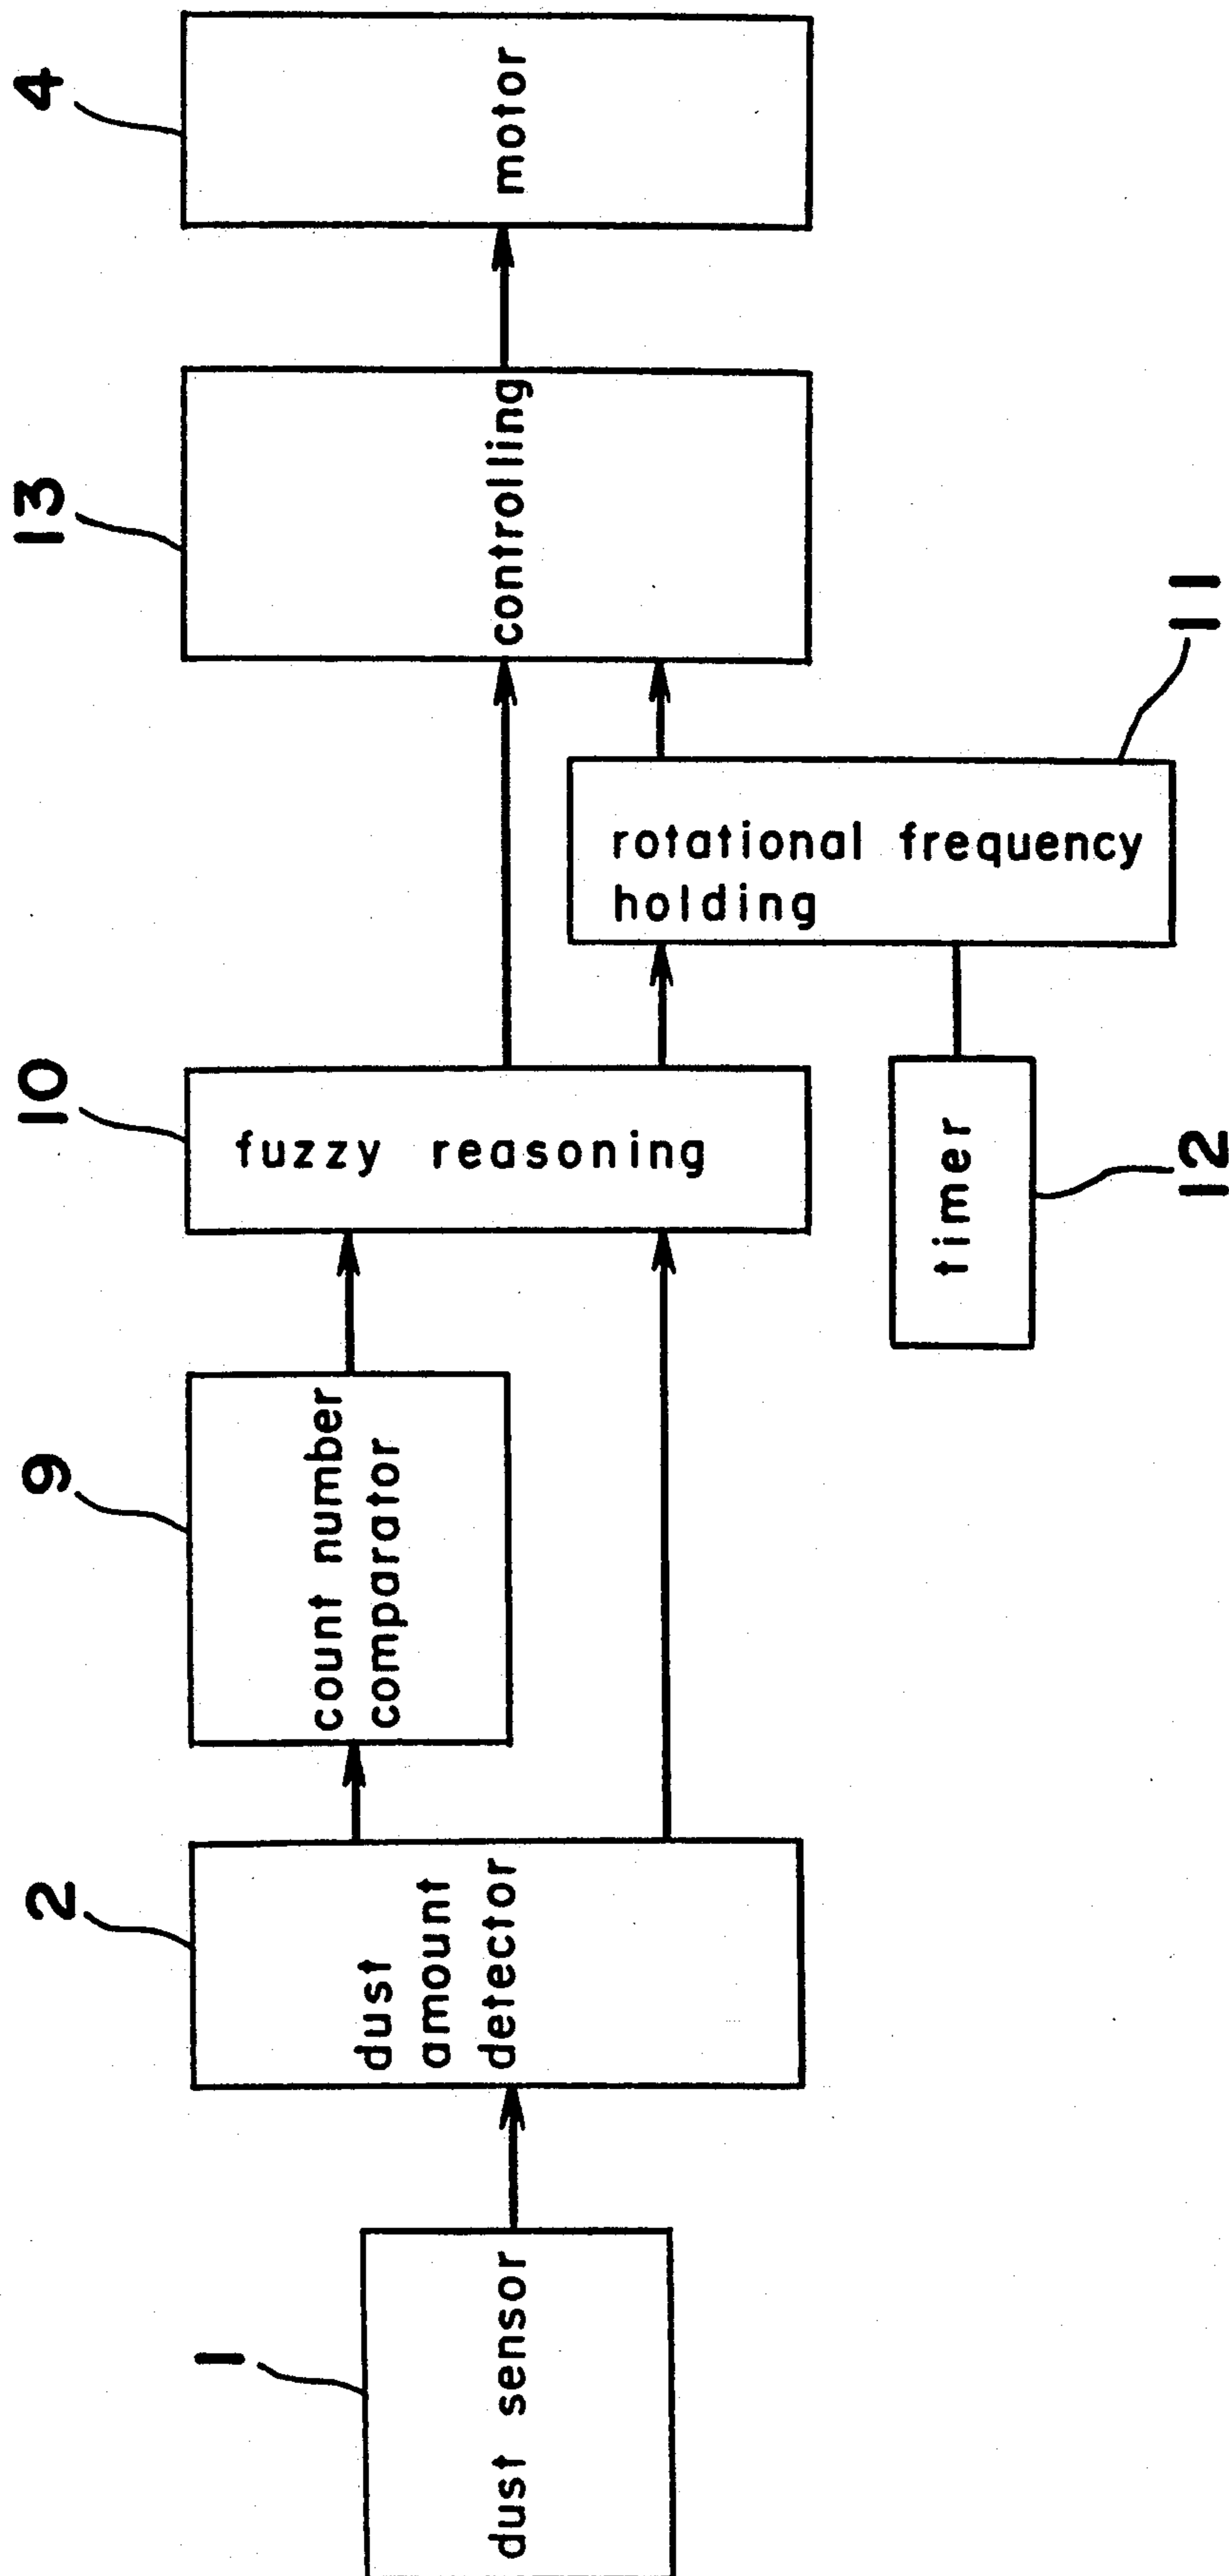 1
dust sensor
2
dust
amount
detector
9
count number
comparator
10
fuzzy reasoning
12
timer
11
rotational frequency
holding
13
controlling
4
motor